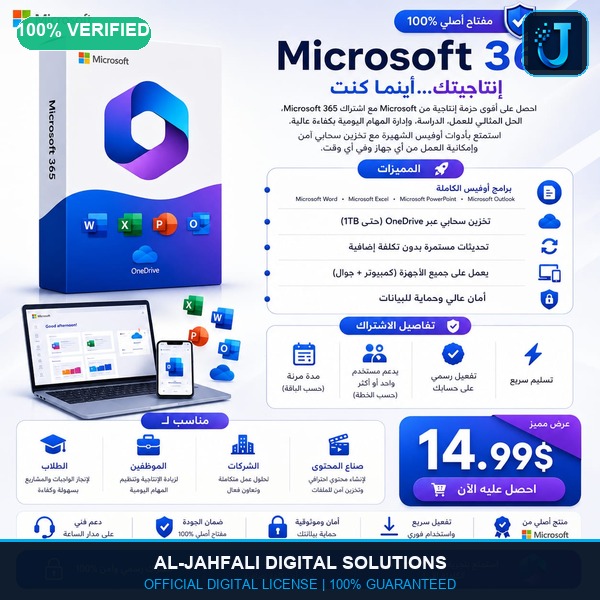 100% VERIFIED
مفتاح أصلي 100%
Microsoft 36
إنتاجيتك...أينما كنت
احصل على أقوى حزمة إنتاجية من Microsoft مع اشتراك Microsoft 365،
الحل المثالي للعمل، الدراسة، وإدارة المهام اليومية بكفاءة عالية.
استمتع بأدوات أوفيس الشهيرة مع تخزين سحابي آمن
وإمكانية العمل من أي جهاز وفي أي وقت.
Microsoft
Microsoft 365
W X P O
OneDrive
المميزات
برامج أوفيس الكاملة
Microsoft Word • Microsoft Excel • Microsoft PowerPoint • Microsoft Outlook
تخزين سحابي عبر OneDrive (حتى 1TB)
تحديثات مستمرة بدون تكلفة إضافية
يعمل على جميع الأجهزة (كمبيوتر + جوال)
أمان عالي وحماية للبيانات
Good afternoon!
X
W
P
O
W
تفاصيل الاشتراك
تسليم سريع
تفعيل رسمي
على حسابك
يدعم مستخدم
واحد أو أكثر
(حسب الخطة)
مدة مرنة
(حسب الباقة)
مناسب لـ
صناع المحتوى
لإنشاء محتوى احترافي
وتخزين آمن للملفات
الشركات
لحلول عمل متكاملة
وتعاون فعال
الموظفين
لزيادة الإنتاجية وتنظيم
المهام اليومية
الطلاب
لإنجاز الواجبات والمشاريع
بسهولة وكفاءة
عرض مميز
14.99$
احصل عليه الآن
منتج أصلي من
Microsoft
تفعيل سريع
واستخدام فوري
أمان وموثوقية
حماية بياناتك
ضمان الجودة
مفتاح أصلي 100%
دعم فني
على مدار الساعة
AL-JAHFALI DIGITAL SOLUTIONS
OFFICIAL DIGITAL LICENSE | 100% GUARANTEED